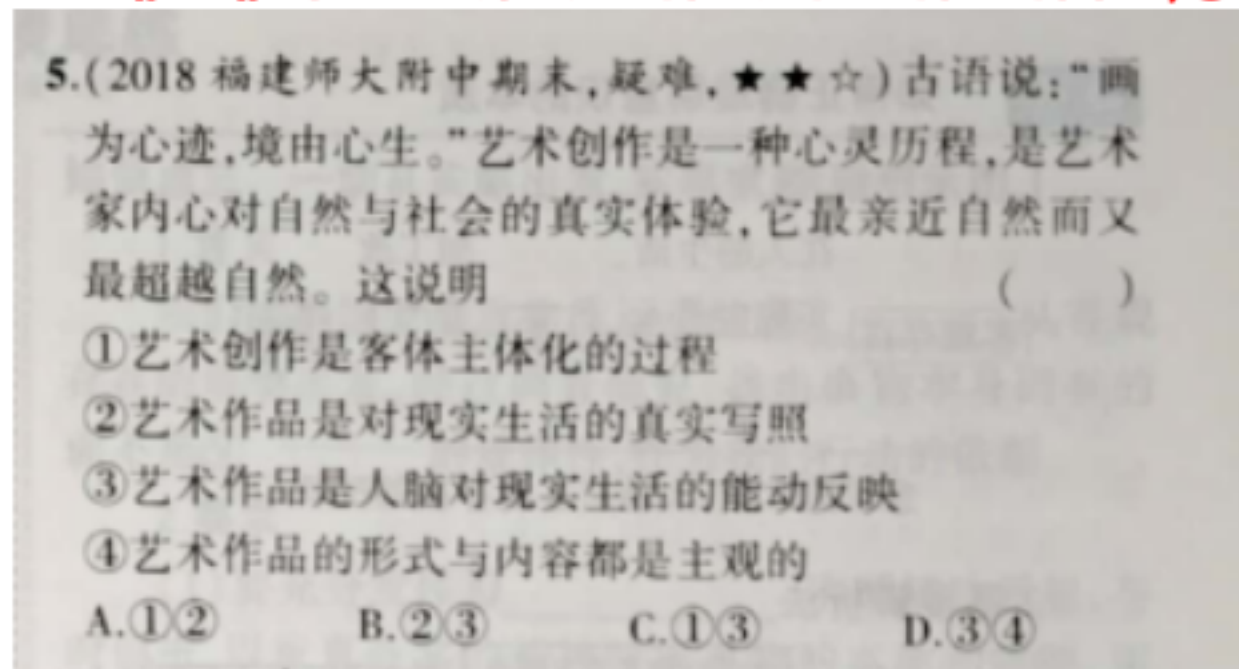 5.(2018 福建师大附中期末,疑难,★★☆)古语说:“画
为心迹,境由心生。”艺术创作是一种心灵历程,是艺术
家内心对自然与社会的真实体验,它最亲近自然而又
最超越自然。这说明 ( )
①艺术创作是客体主体化的过程
②艺术作品是对现实生活的真实写照
③艺术作品是人脑对现实生活的能动反映
④艺术作品的形式与内容都是主观的
A.①② B.②③ C.①③ D.③④